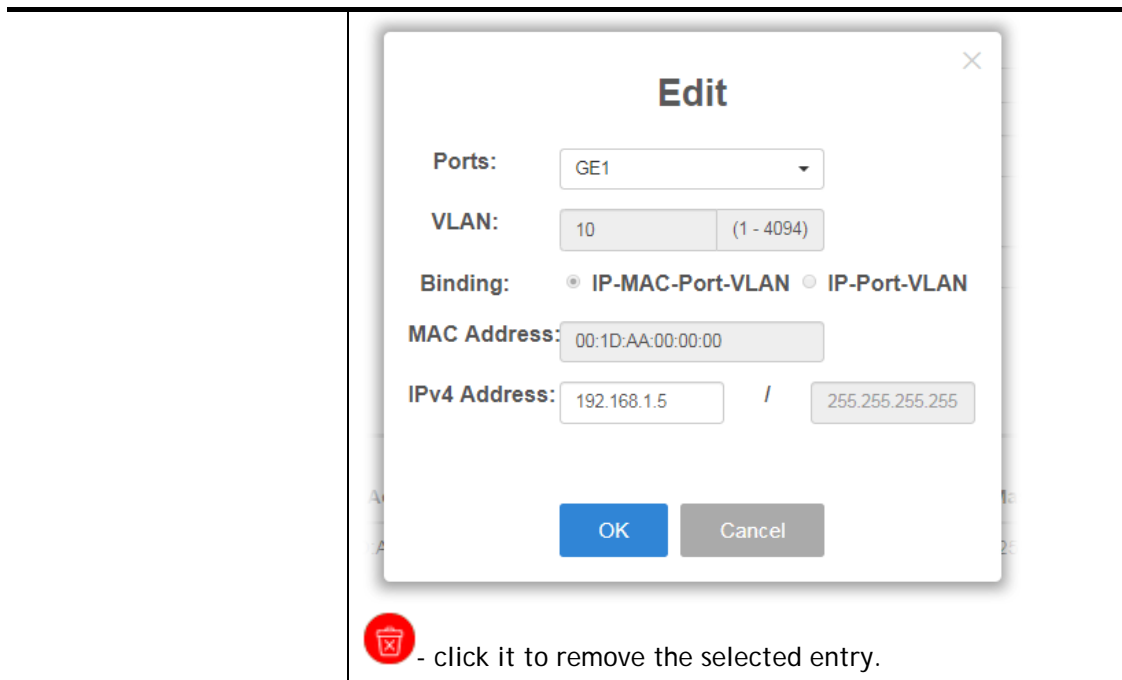 Edit
Ports: GE1
VLAN: 10 (1 - 4094)
Binding: IP-MAC-Port-VLAN IP-Port-VLAN
MAC Address: 00:1D:AA:00:00:00
IPv4 Address: 192.168.1.5 / 255.255.255.255
OK Cancel
- click it to remove the selected entry.